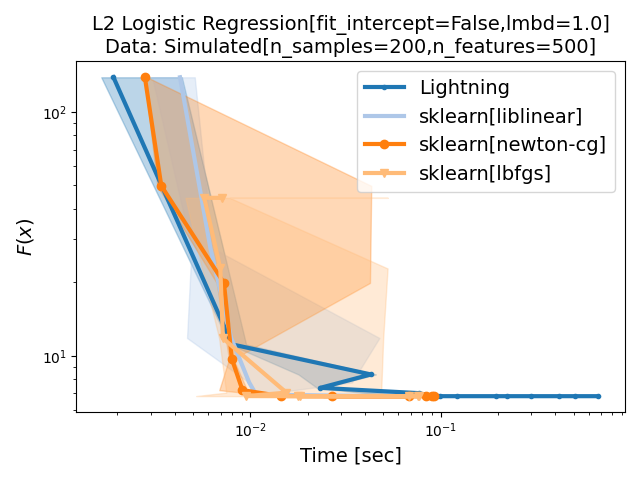 L2 Logistic Regression[fit_intercept=False,lmbd=1.0]
Data: Simulated[n_samples=200,n_features=500]
Lightning
sklearn[liblinear]
sklearn[newton-cg]
sklearn[lbfgs]
F(x)
10²
10¹
10⁻²
10⁻¹
Time [sec]